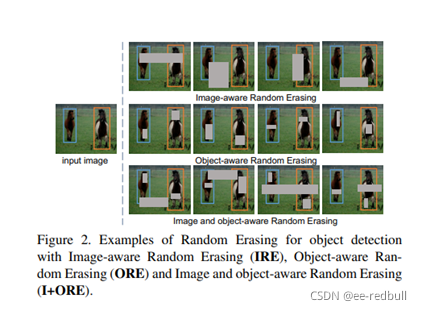 Image-aware Random Erasing
input image
Object-aware Random Erasing
Image and object-aware Random Erasing
Figure 2. Examples of Random Erasing for object detection
with Image-aware Random Erasing (IRE), Object-aware Ran-
dom Erasing (ORE) and Image and object-aware Random Erasing
(I+ORE).
CSDN @ee-redbull